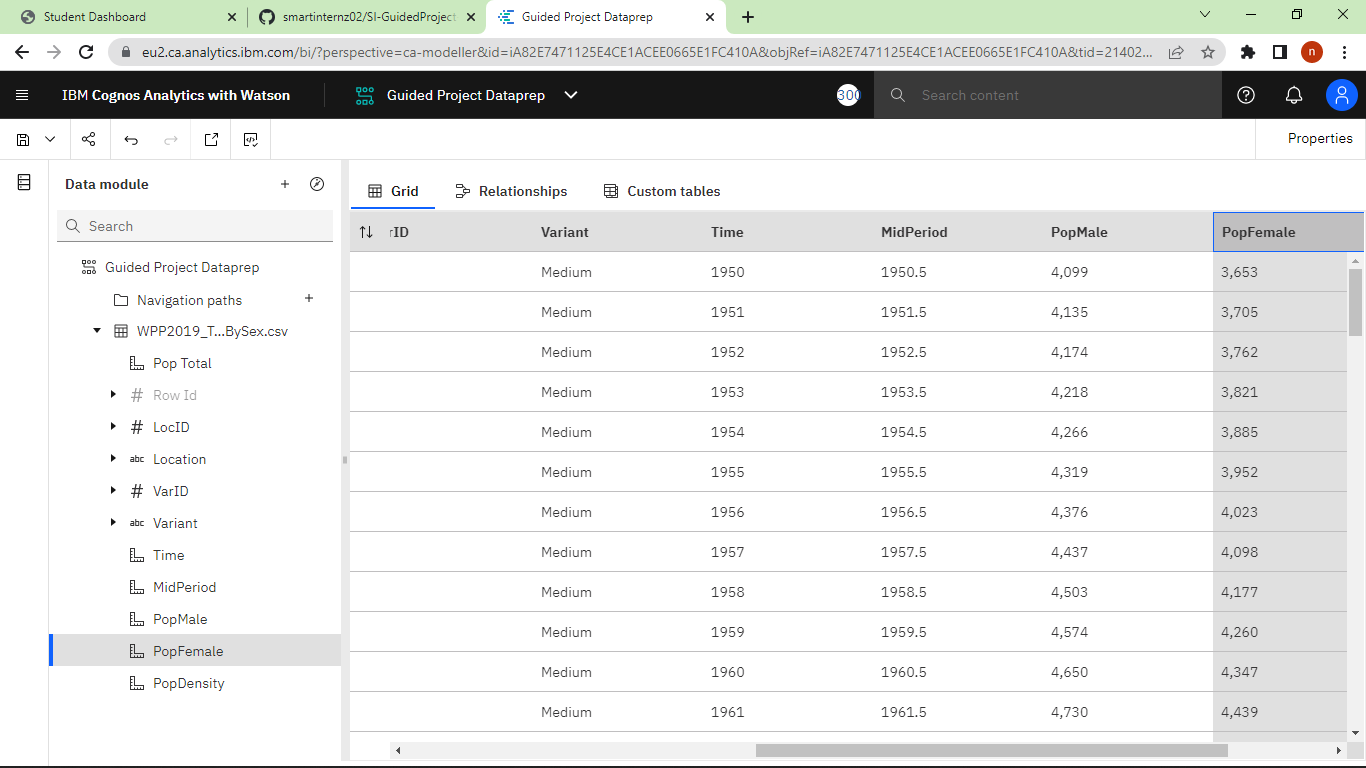 Student Dashboard
smartinternz02/SI-GuidedProject
Guided Project Dataprep
eu2.ca.analytics.ibm.com/bi/?perspective=ca-modeller&id=iA82E7471125E4CE1ACEE0665E1FC410A&objRef=iA82E7471125E4CE1ACEE0665E1FC410A&tid=21402...
n
IBM Cognos Analytics with Watson
Guided Project Dataprep
300
Search content
Properties
Data module
Search
Guided Project Dataprep
Navigation paths
WPP2019_T...BySex.csv
Pop Total
# Row Id
# LocID
abc Location
# VarID
abc Variant
Time
MidPeriod
PopMale
PopFemale
PopDensity
Grid Relationships Custom tables
rID Variant Time MidPeriod PopMale PopFemale
Medium 1950 1950.5 4,099 3,653
Medium 1951 1951.5 4,135 3,705
Medium 1952 1952.5 4,174 3,762
Medium 1953 1953.5 4,218 3,821
Medium 1954 1954.5 4,266 3,885
Medium 1955 1955.5 4,319 3,952
Medium 1956 1956.5 4,376 4,023
Medium 1957 1957.5 4,437 4,098
Medium 1958 1958.5 4,503 4,177
Medium 1959 1959.5 4,574 4,260
Medium 1960 1960.5 4,650 4,347
Medium 1961 1961.5 4,730 4,439